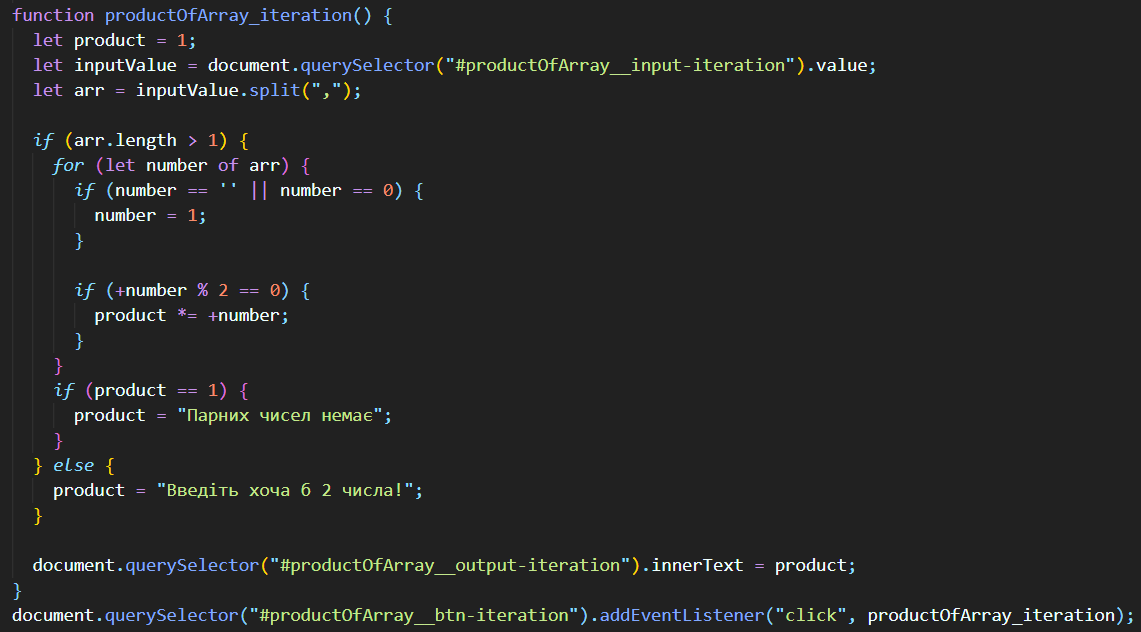 function productOfArray_iteration() {
let product = 1;
let inputValue = document.querySelector("#productOfArray__input-iteration").value;
let arr = inputValue.split(",");
if (arr.length > 1) {
for (let number of arr) {
if (number == '' || number == 0) {
number = 1;
}
if (+number % 2 == 0) {
product *= +number;
}
}
if (product == 1) {
product = "Парних чисел немає";
}
} else {
product = "Введіть хоча б 2 числа!";
}
document.querySelector("#productOfArray__output-iteration").innerText = product;
}
document.querySelector("#productOfArray__btn-iteration").addEventListener("click", productOfArray_iteration);